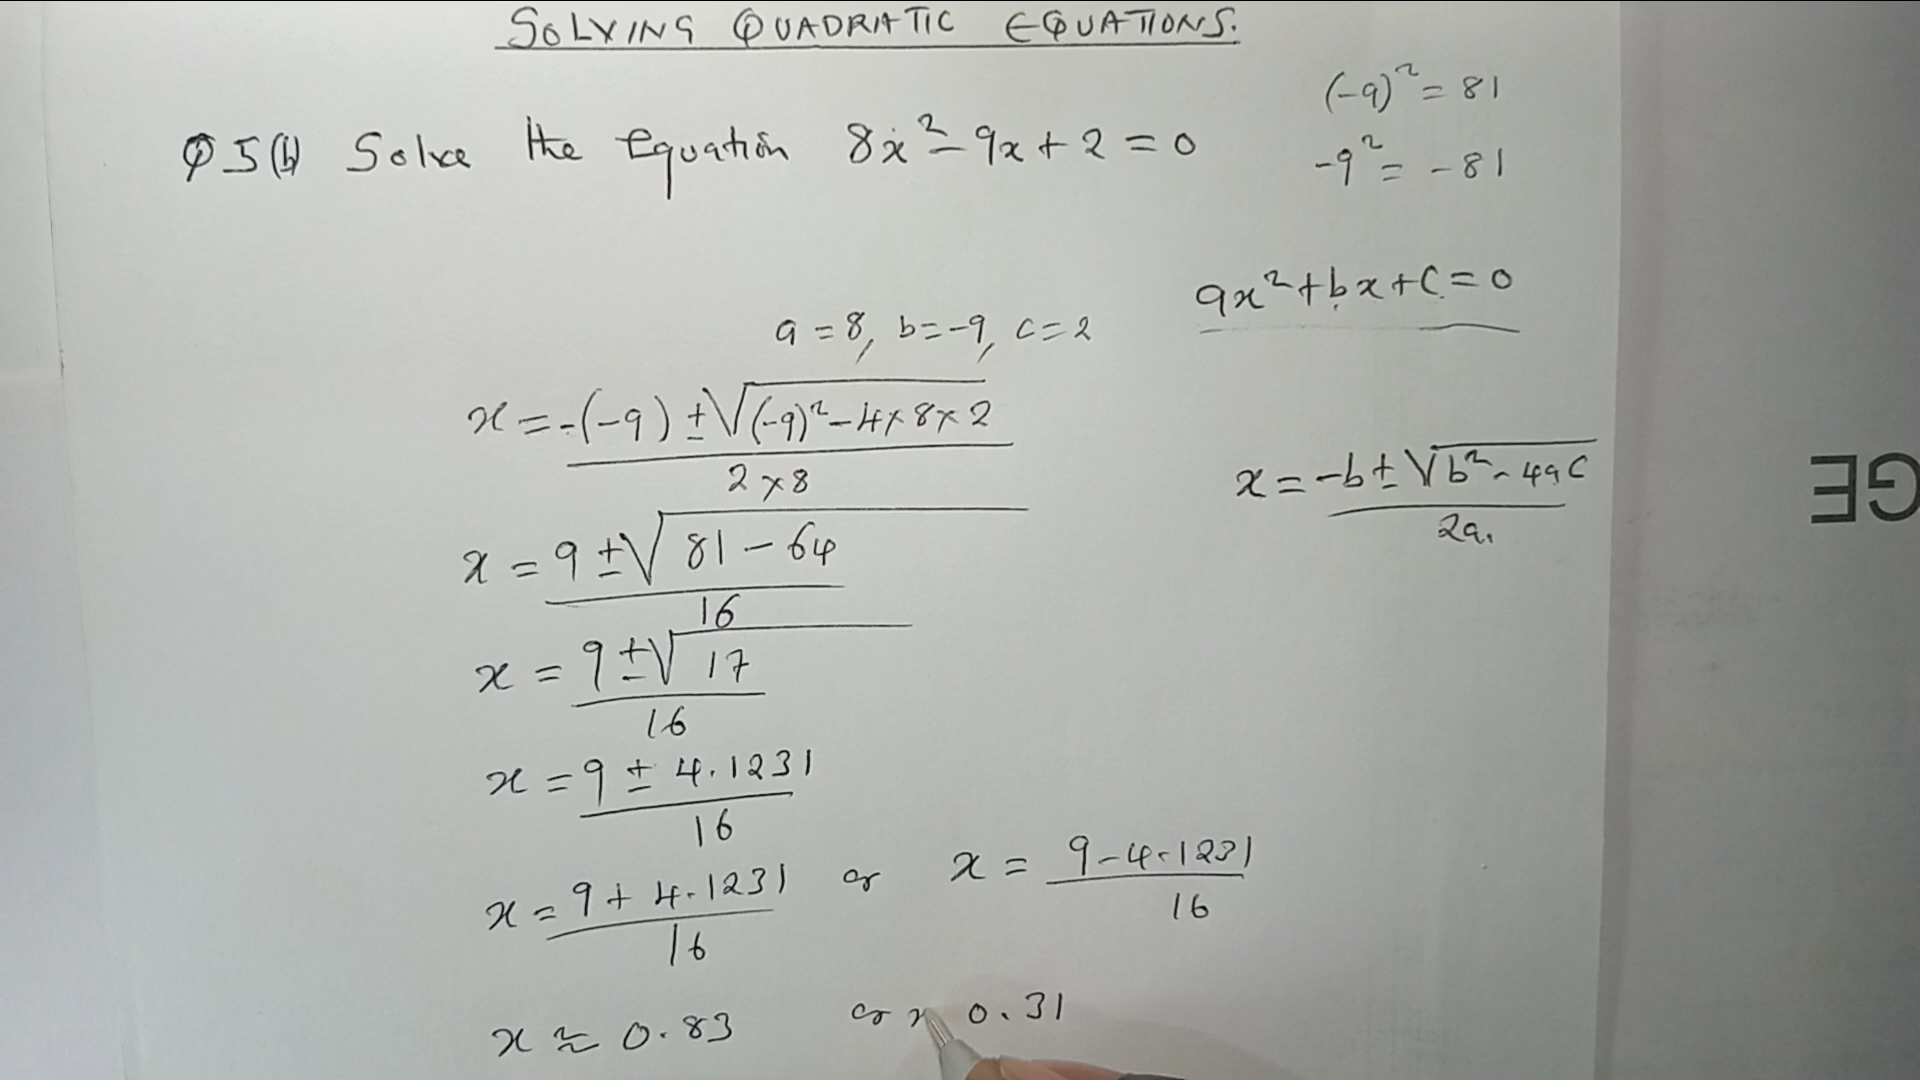 SOLVING QUADRATIC EQUATIONS.
(-9)² = 81
Solve the Equation 8x² - 9x + 2 = 0
-9² = -81
ax² + bx + c = 0
a = 8, b = -9, c = 2
x = -(-9) ± √(-9)² - 4 × 8 × 2
2 × 8
x = -b ± √b² - 4ac
2a.
x = 9 ± √81 - 64
16
x = 9 ± √17
16
x = 9 ± 4.1231
16
x = 9 + 4.1231 or x = 9 - 4.1231
16 16
x ≈ 0.83 or x 0.31
GE